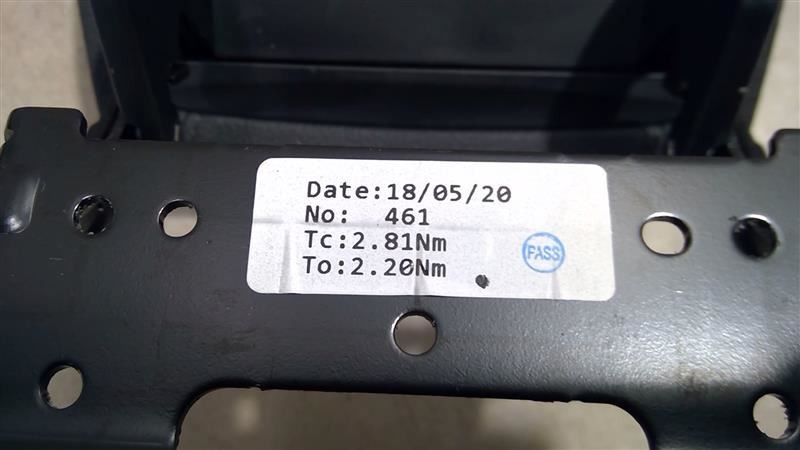 Date:18/05/20
No: 461
Tc:2.81Nm
To:2.20Nm
PASS